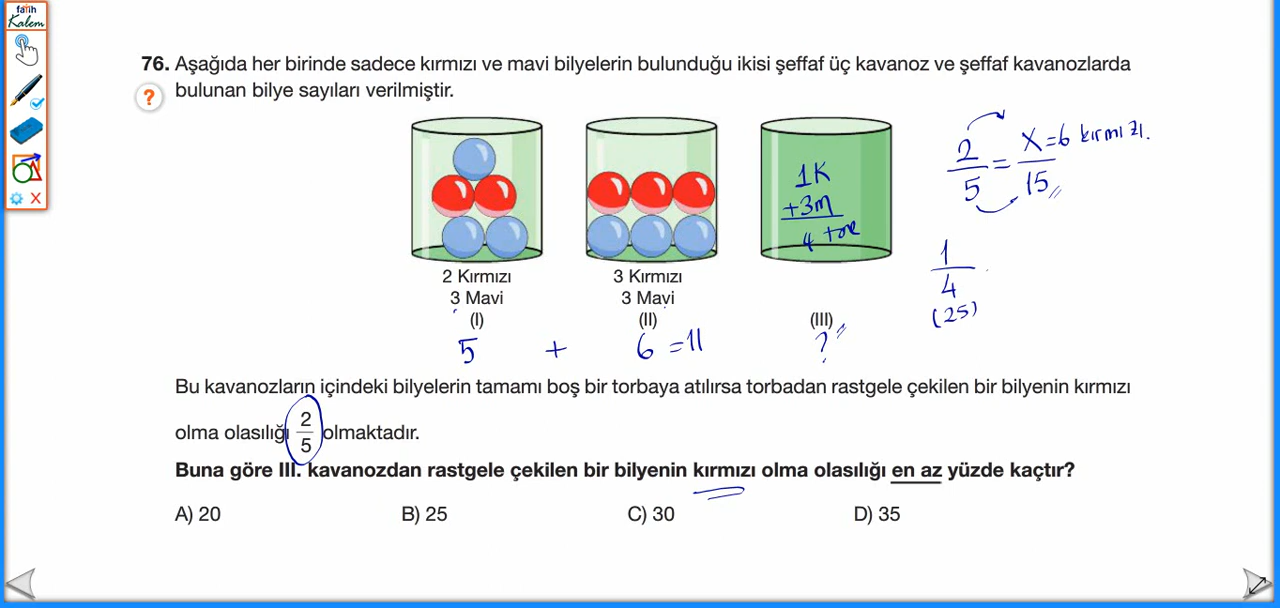 fatih
Kalem
76. Aşağıda her birinde sadece kırmızı ve mavi bilyelerin bulunduğu ikisi şeffaf üç kavanoz ve şeffaf kavanozlarda
? bulunan bilye sayıları verilmiştir.
1K
+3m
4 tane
2/5 = x=6 kırmızı./15
1/4
(25)
2 Kırmızı
3 Mavi
(I)
3 Kırmızı
3 Mavi
(II)
(III)
5 + 6 = 11 ?
Bu kavanozların içindeki bilyelerin tamamı boş bir torbaya atılırsa torbadan rastgele çekilen bir bilyenin kırmızı
olma olasılığı 2/5 olmaktadır.
Buna göre III. kavanozdan rastgele çekilen bir bilyenin kırmızı olma olasılığı en az yüzde kaçtır?
A) 20 B) 25 C) 30 D) 35